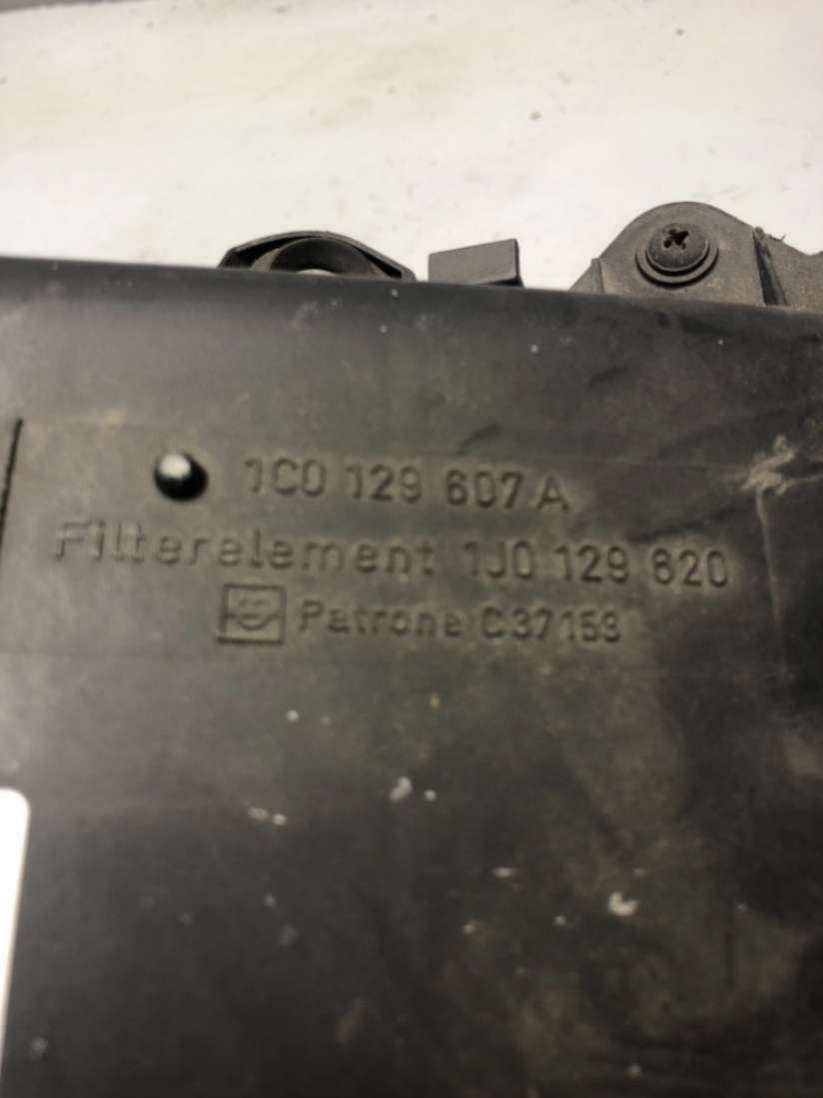 1C0 129 607 A
Filterelement 1J0 129 620
Patrone C37153